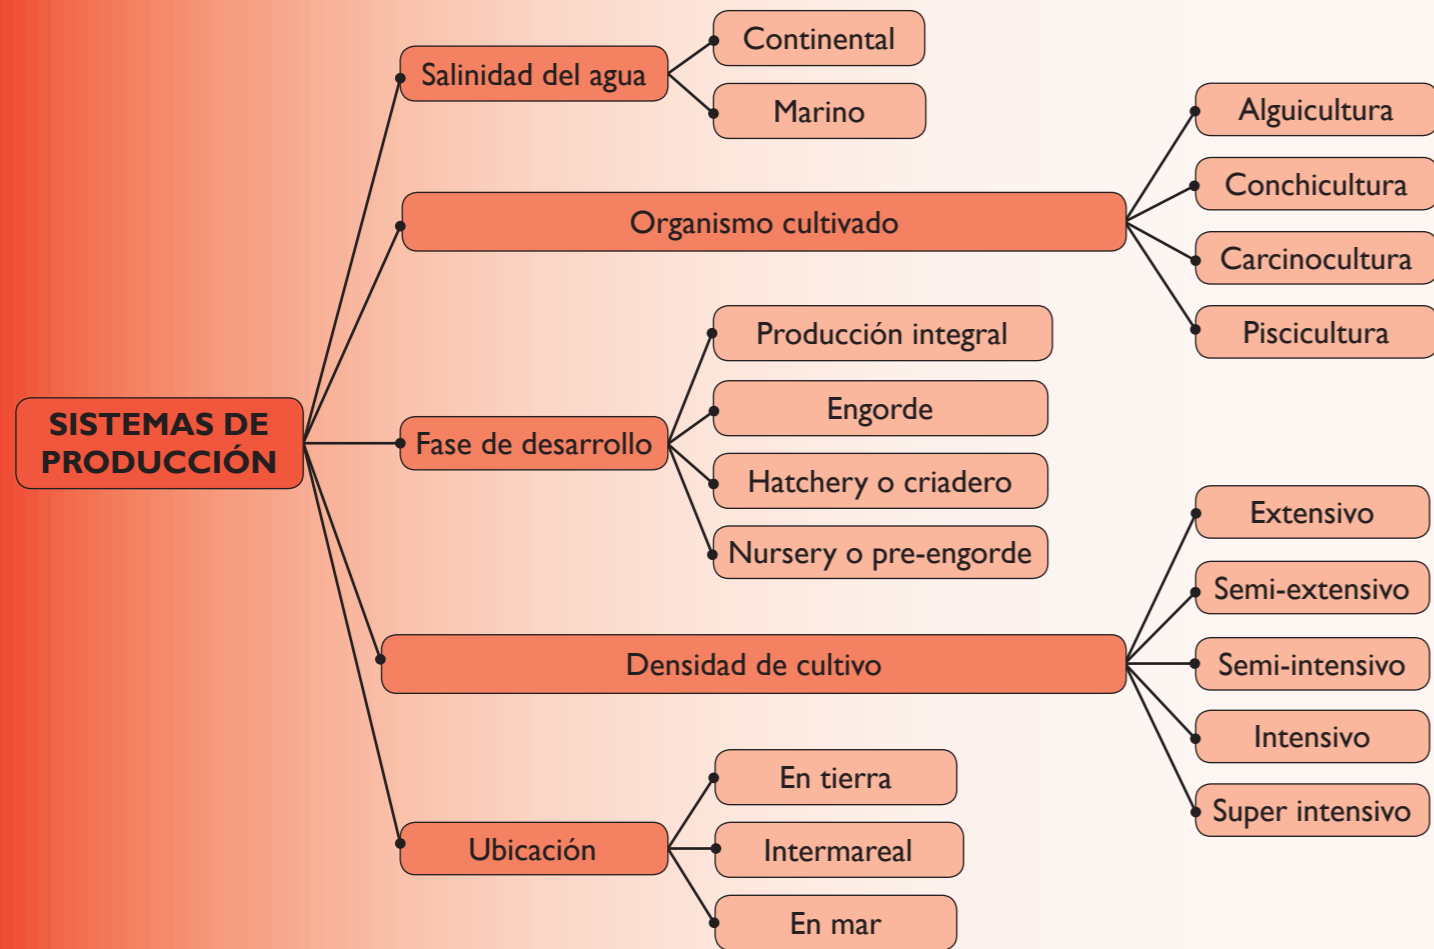 SISTEMAS DE
PRODUCCIÓN
Salinidad del agua
Continental
Marino
Organismo cultivado
Alguicultura
Conchicultura
Carcinocultura
Piscicultura
Fase de desarrollo
Producción integral
Engorde
Hatchery o criadero
Nursery o pre-engorde
Densidad de cultivo
Extensivo
Semi-extensivo
Semi-intensivo
Intensivo
Super intensivo
Ubicación
En tierra
Intermareal
En mar